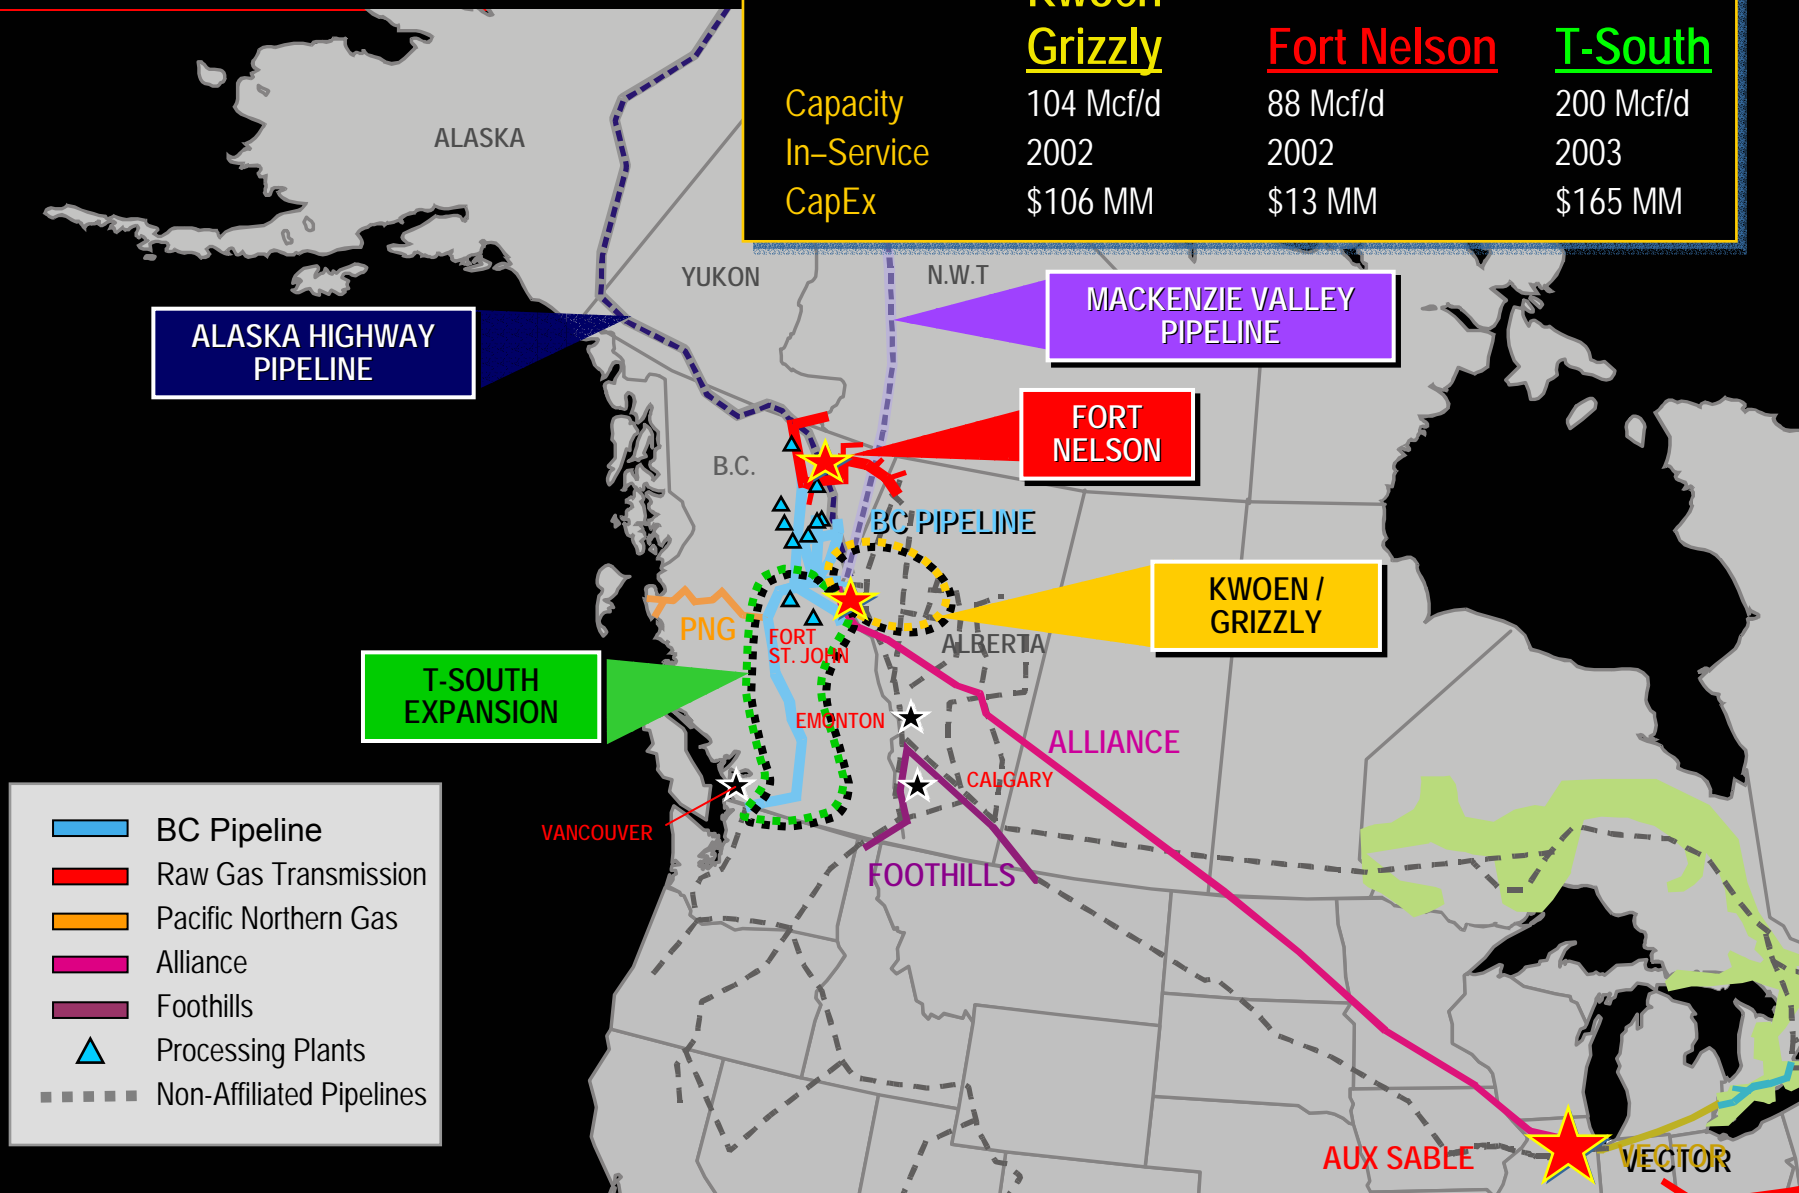 Kwoen
Grizzly Fort Nelson T-South
Capacity 104 Mcf/d 88 Mcf/d 200 Mcf/d
In–Service 2002 2002 2003
CapEx $106 MM $13 MM $165 MM
ALASKA
YUKON
N.W.T
MACKENZIE VALLEY
PIPELINE
ALASKA HIGHWAY
PIPELINE
FORT
NELSON
B.C.
BC PIPELINE
KWOEN /
GRIZZLY
PNG
FORT
ST. JOHN
ALBERTA
T-SOUTH
EXPANSION
EMONTON
ALLIANCE
CALGARY
VANCOUVER
FOOTHILLS
BC Pipeline
Raw Gas Transmission
Pacific Northern Gas
Alliance
Foothills
Processing Plants
Non-Affiliated Pipelines
AUX SABLE
VECTOR